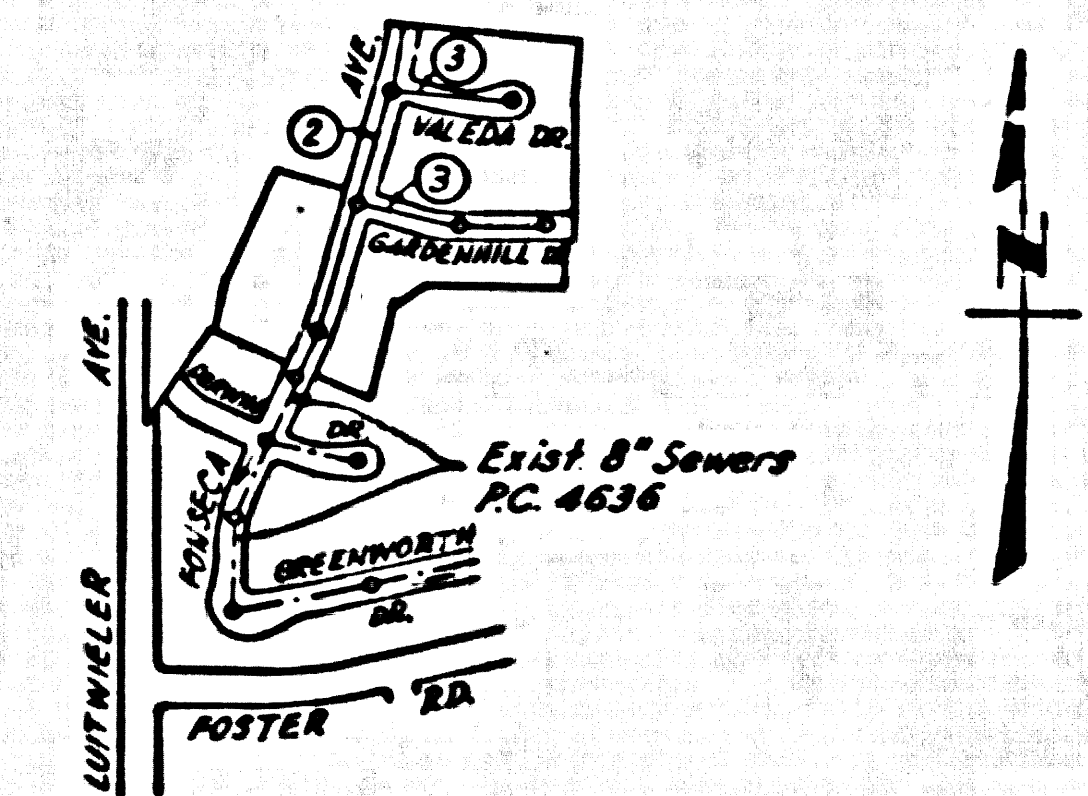 AVE.
3
2
VALEDA DR.
3
GARDENHILL DR.
N
AVE.
DR.
Exist. 8" Sewers
P.C. 4636
FONSECA
GREENWORTH
DR.
LUITWIELER
FOSTER
RD.